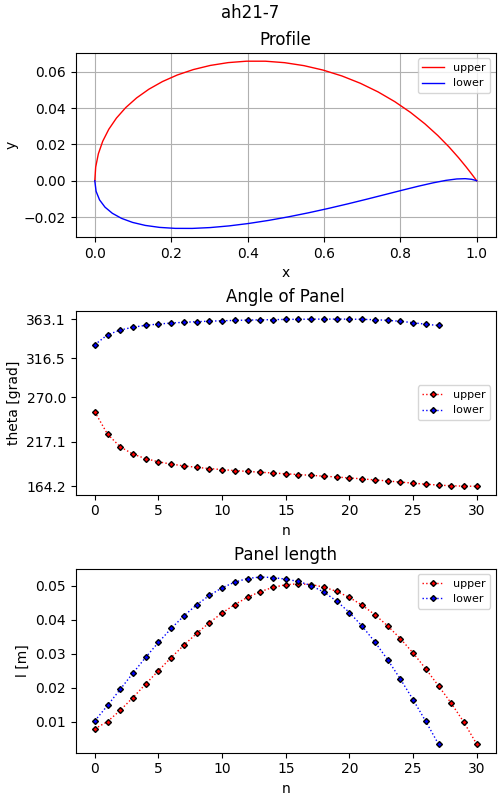 ah21-7
Profile
upper
lower
0.06
0.04
0.02
0.00
−0.02
y
0.0 0.2 0.4 0.6 0.8 1.0
x
Angle of Panel
363.1
316.5
270.0
217.1
164.2
theta [grad]
upper
lower
0 5 10 15 20 25 30
n
Panel length
upper
lower
0.05
0.04
0.03
0.02
0.01
l [m]
0 5 10 15 20 25 30
n